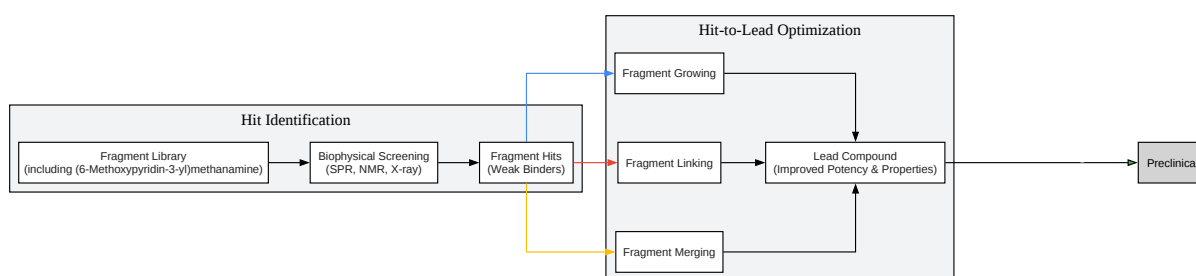 Hit-to-Lead Optimization
Fragment Growing
Hit Identification
Fragment Library
(including (6-Methoxypyridin-3-yl)methanamine)
Biophysical Screening
(SPR, NMR, X-ray)
Fragment Hits
(Weak Binders)
Fragment Linking
Lead Compound
(Improved Potency & Properties)
Preclinica
Fragment Merging